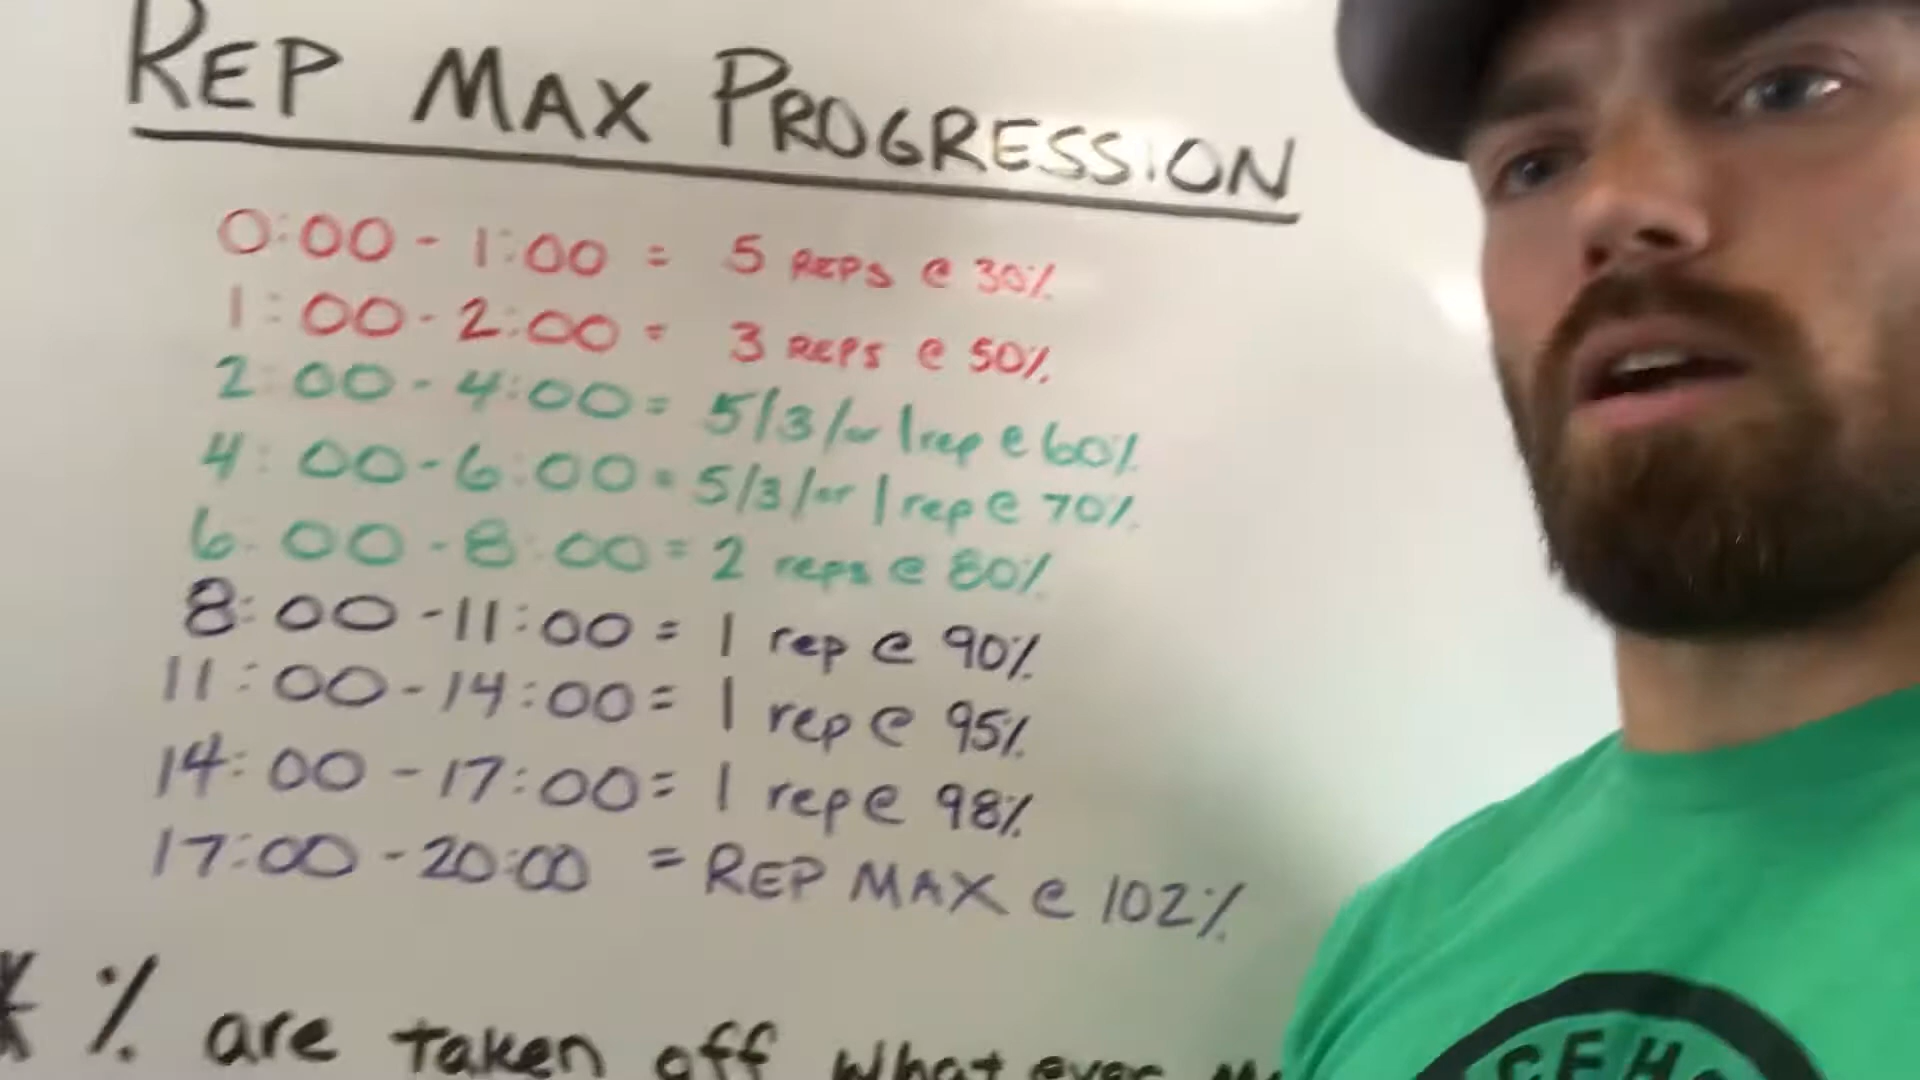 REP MAX PROGRESSION
0:00 - 1:00 = 5 REPS @ 30%
1:00 - 2:00 = 3 REPS @ 50%
2:00 - 4:00 = 5/3/or 1 rep @ 60%
4:00 - 6:00 = 5/3/or 1 rep @ 70%
6:00 - 8:00 = 2 reps @ 80%
8:00 - 11:00 = 1 rep @ 90%
11:00 - 14:00 = 1 rep @ 95%
14:00 - 17:00 = 1 rep @ 98%
17:00 - 20:00 = REP MAX @ 102%
* % are taken off what ever